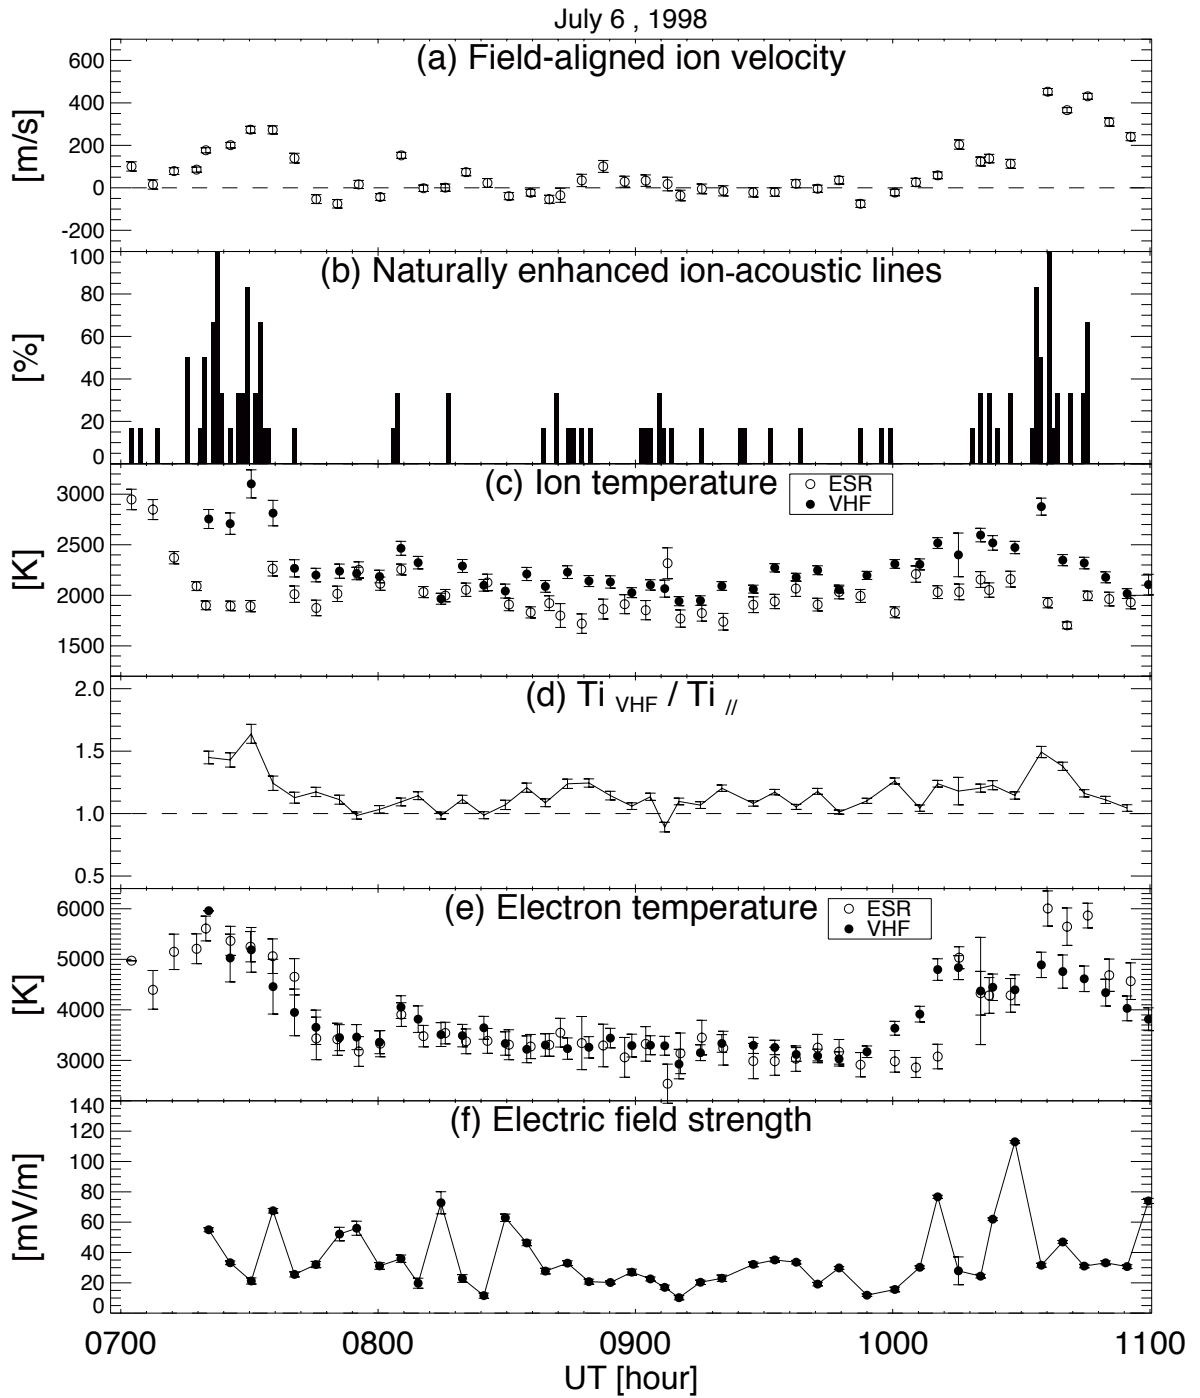 July 6 , 1998
(a) Field-aligned ion velocity
[m/s]
600
400
200
0
-200
(b) Naturally enhanced ion-acoustic lines
[%]
100
80
60
40
20
0
(c) Ion temperature
ESR
VHF
[K]
3000
2500
2000
1500
(d) Ti VHF / Ti //
2.0
1.5
1.0
0.5
(e) Electron temperature
ESR
VHF
[K]
6000
5000
4000
3000
(f) Electric field strength
[mV/m]
140
120
100
80
60
40
20
0
0700 0800 0900 1000 1100
UT [hour]